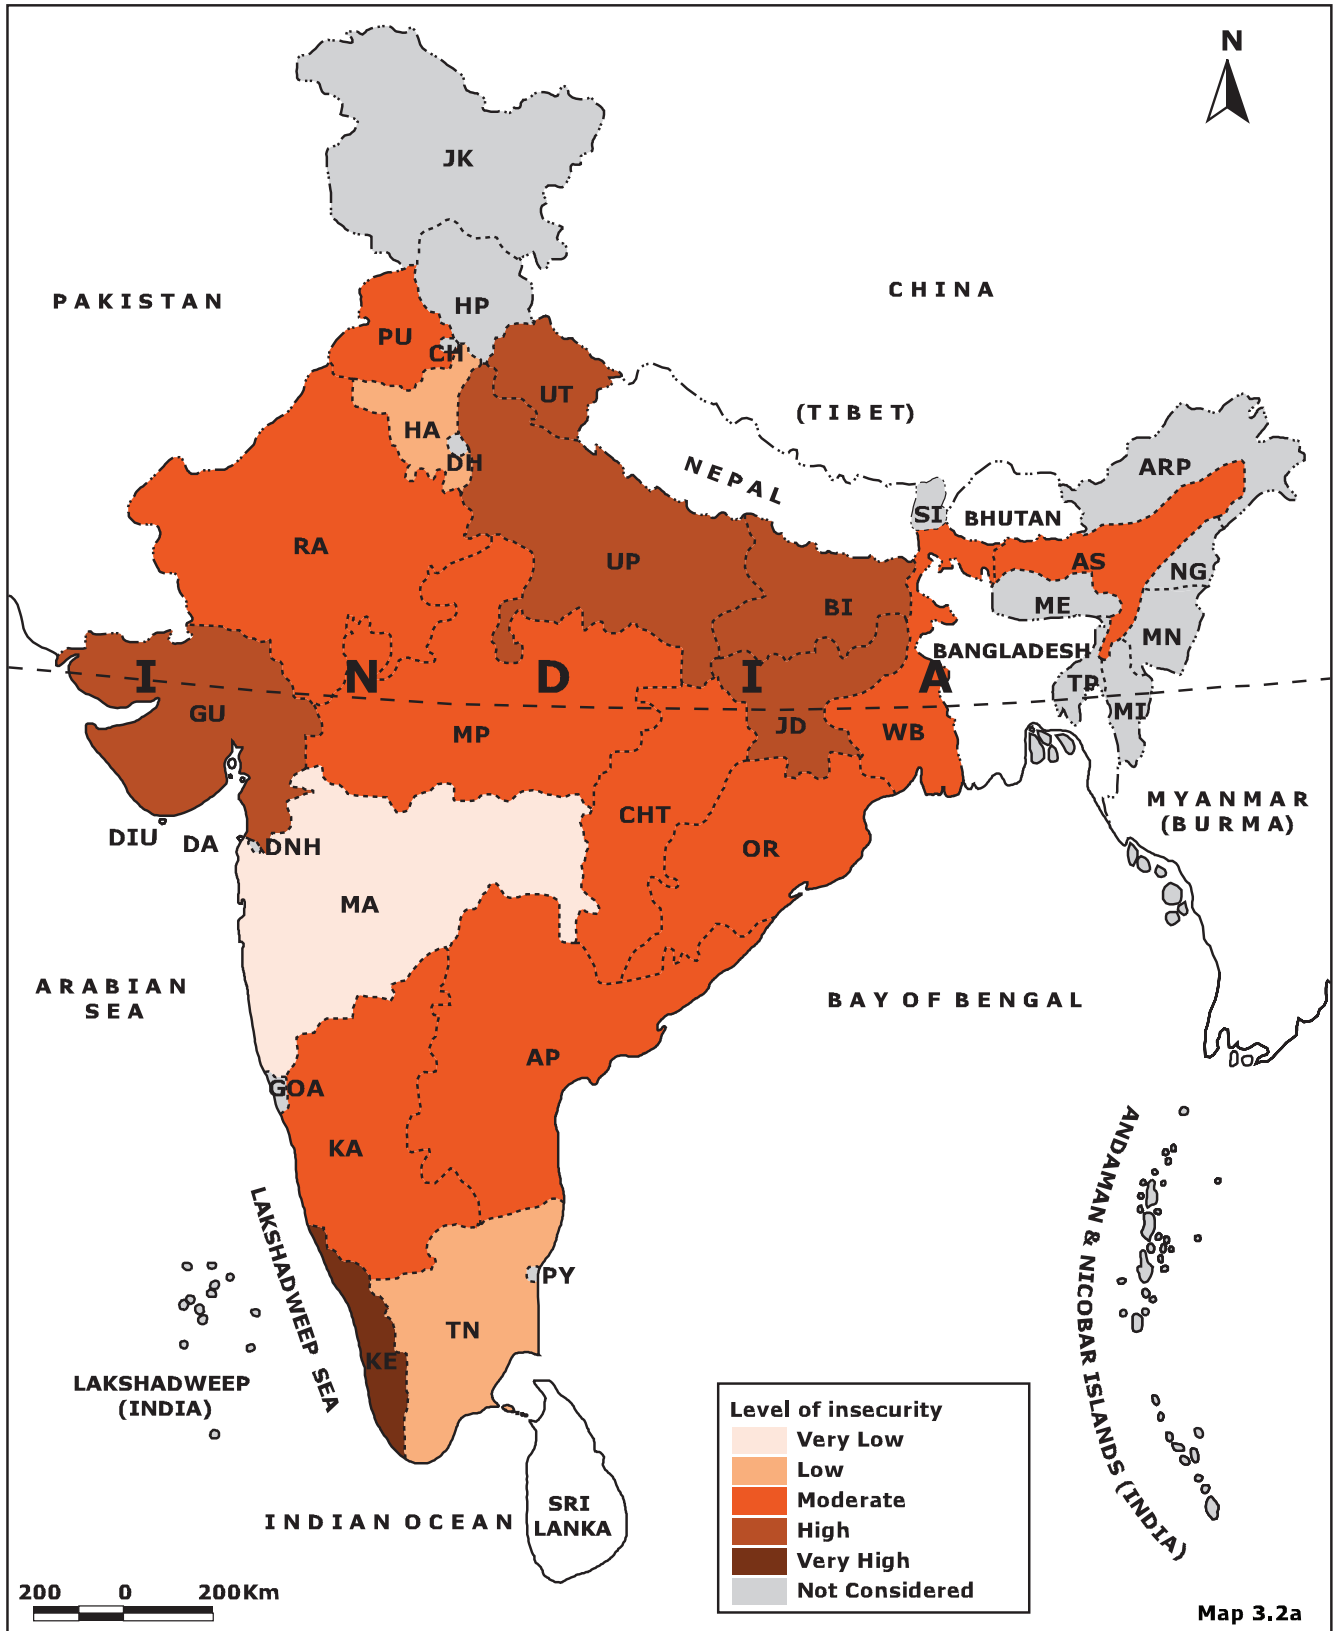 N
JK
CHINA
PAKISTAN
HP
PU
CH
UT
(TIBET)
HA
DH
NEPAL
ARP
SI
BHUTAN
RA
UP
AS
NG
BI
ME
MN
BANGLADESH
I N D I A
TP
GU
MI
MP
JD
WB
MYANMAR
(BURMA)
CHT
DIU
DA
DNH
OR
MA
ARABIAN
SEA
BAY OF BENGAL
AP
GOA
KA
ANDAMAN & NICOBAR ISLANDS (INDIA)
LAKSHADWEEP SEA
PY
TN
KE
LAKSHADWEEP
(INDIA)
Level of insecurity
Very Low
Low
Moderate
High
Very High
Not Considered
INDIAN OCEAN
SRI
LANKA
200 0 200Km
Map 3.2a